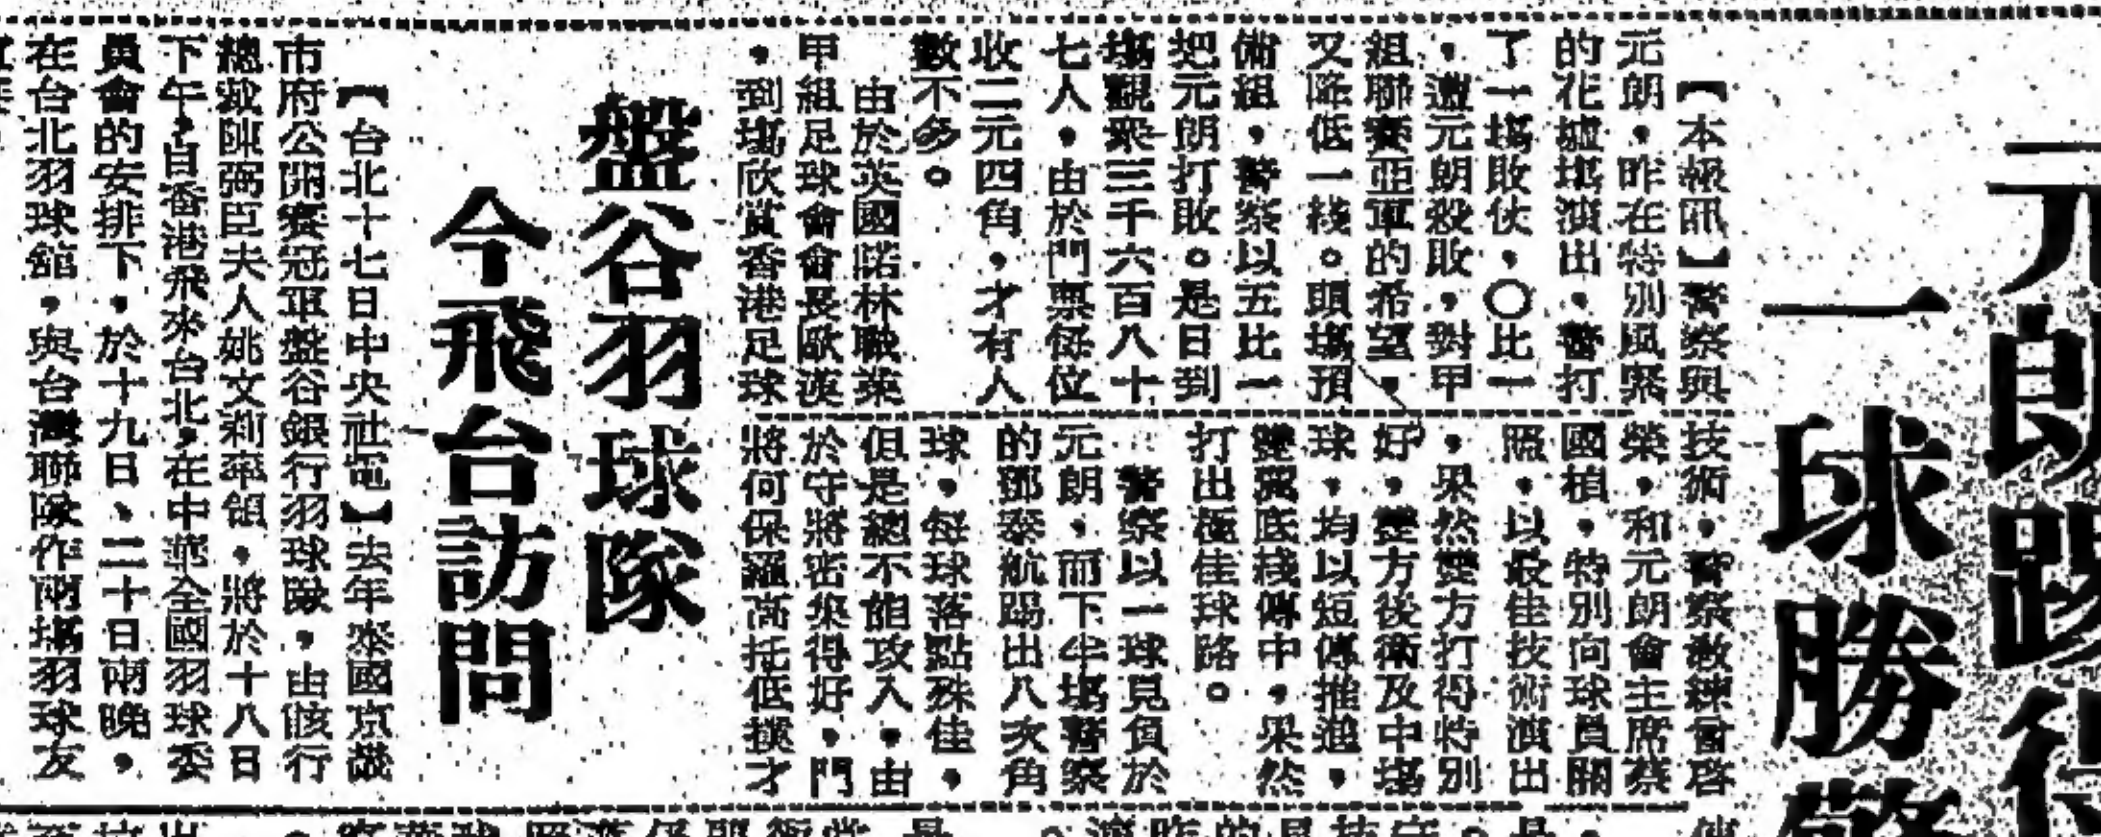 元朗踢得
一球勝警
【本報訊】警察與
元朗，昨在特別風緊
的花墟塲演出，警打
了一塲敗仗，〇比一
，遭元朗殺敗，對甲
組聯賽亞軍的希望，
又降低一綫。頭塲預
備組，警察以五比一
把元朗打敗。是日到
塲觀衆三千六百八十
七人，由於門票每位
收二元四角，才有人
數不多。
由於英國諾林職業
甲組足球會會長歐漢
，到塲欣賞香港足球
技術，警察教練曾啓
榮，和元朗會主席蔡
國楨，特別向球員關
照，以最佳技術演出
，果然雙方打得特別
好，雙方後衛及中塲
球，均以短傳推進，
雙翼底綫傳中，果然
打出極佳球路。
警察以一球見負於
元朗，而下半塲警察
的鄧泰航踢出八次角
球，每球落點殊佳，
但是總不能攻入，由
於守將密集得好，門
將何保羅高托低撲才
盤谷羽球隊
今飛台訪問
【台北十七日中央社電】去年泰國京畿
市府公開賽冠軍盤谷銀行羽球隊，由該行
總裁陳弼臣夫人姚文莉率領，將於十八日
下午，自香港飛來台北，在中華全國羽球委
員會的安排下，於十九日、二十日兩晚，
在台北羽球館，與台灣聯隊作兩塲羽球友